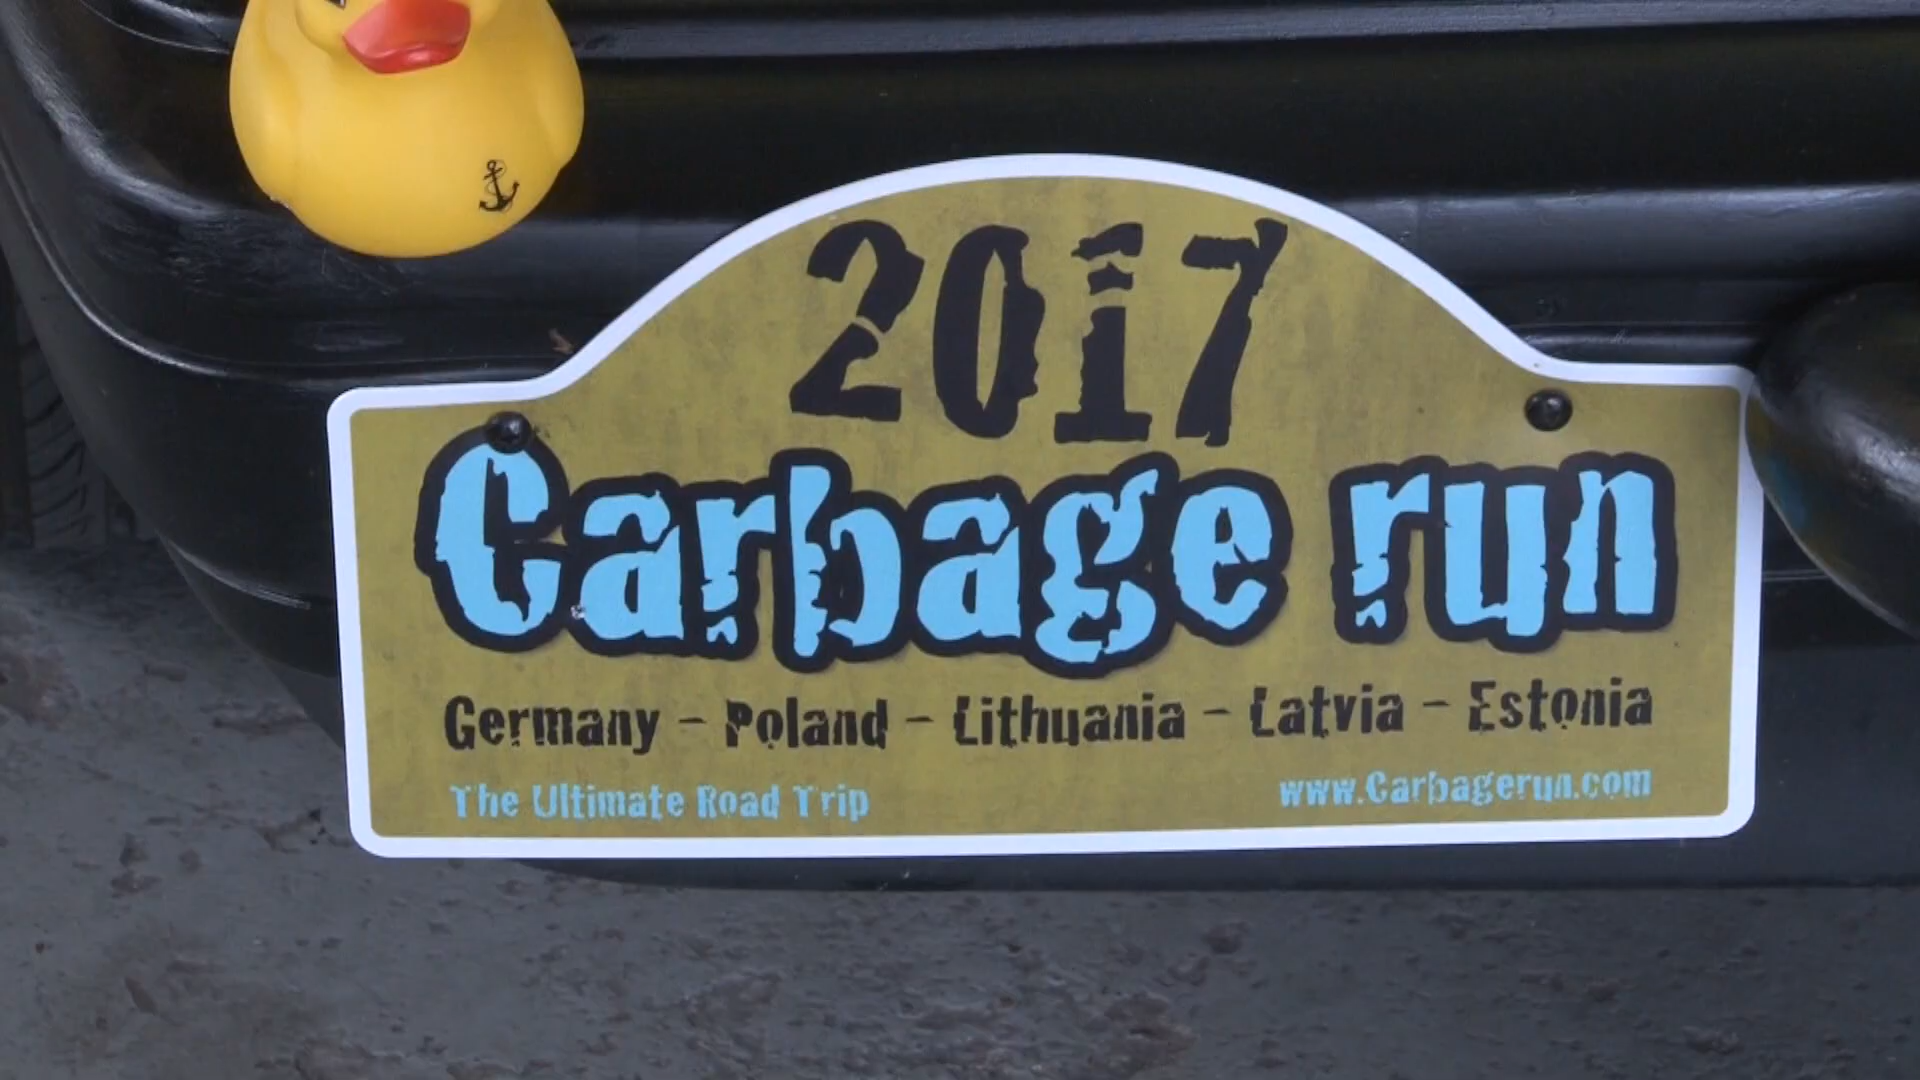 2017
Carbage run
Germany - Poland - Lithuania - Latvia - Estonia
The Ultimate Road Trip www.Carbagerun.com